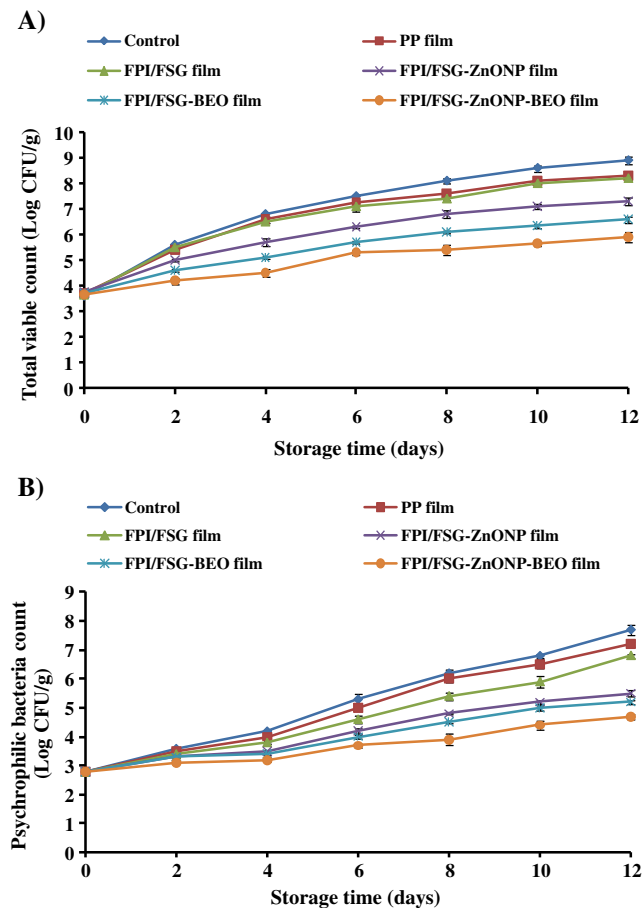 A)
Control
PP film
FPI/FSG film
FPI/FSG-ZnONP film
FPI/FSG-BEO film
FPI/FSG-ZnONP-BEO film
Total viable count (Log CFU/g)
10
9
8
7
6
5
4
3
2
1
0
0 2 4 6 8 10 12
Storage time (days)
B)
Control
PP film
FPI/FSG film
FPI/FSG-ZnONP film
FPI/FSG-BEO film
FPI/FSG-ZnONP-BEO film
Psychrophilic bacteria count
(Log CFU/g)
9
8
7
6
5
4
3
2
1
0
0 2 4 6 8 10 12
Storage time (days)